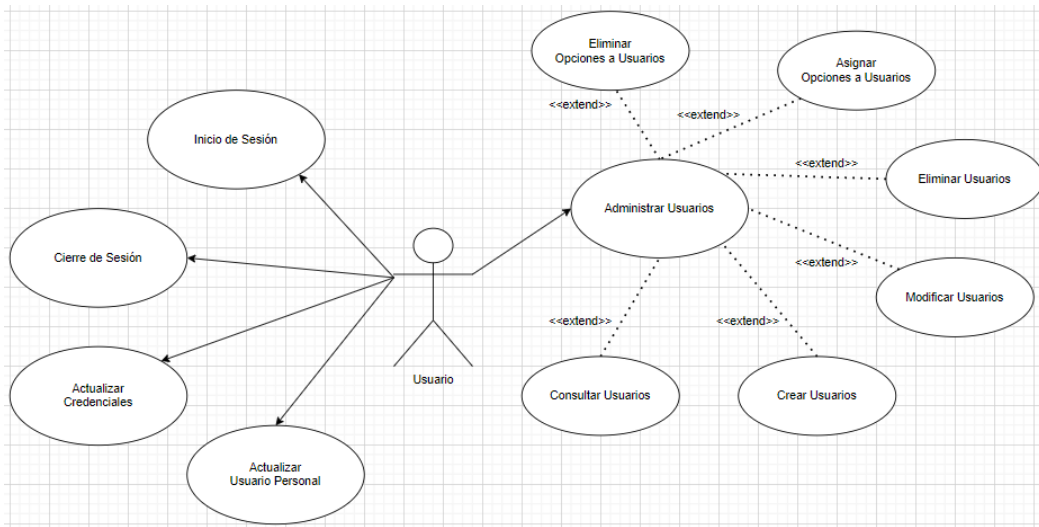 Eliminar
Opciones a Usuarios
Asignar
Opciones a Usuarios
<<extend>>
<<extend>>
Inicio de Sesión
<<extend>>
Eliminar Usuarios
Administrar Usuarios
Cierre de Sesión
<<extend>>
Modificar Usuarios
<<extend>>
<<extend>>
Usuario
Actualizar
Credenciales
Consultar Usuarios
Crear Usuarios
Actualizar
Usuario Personal